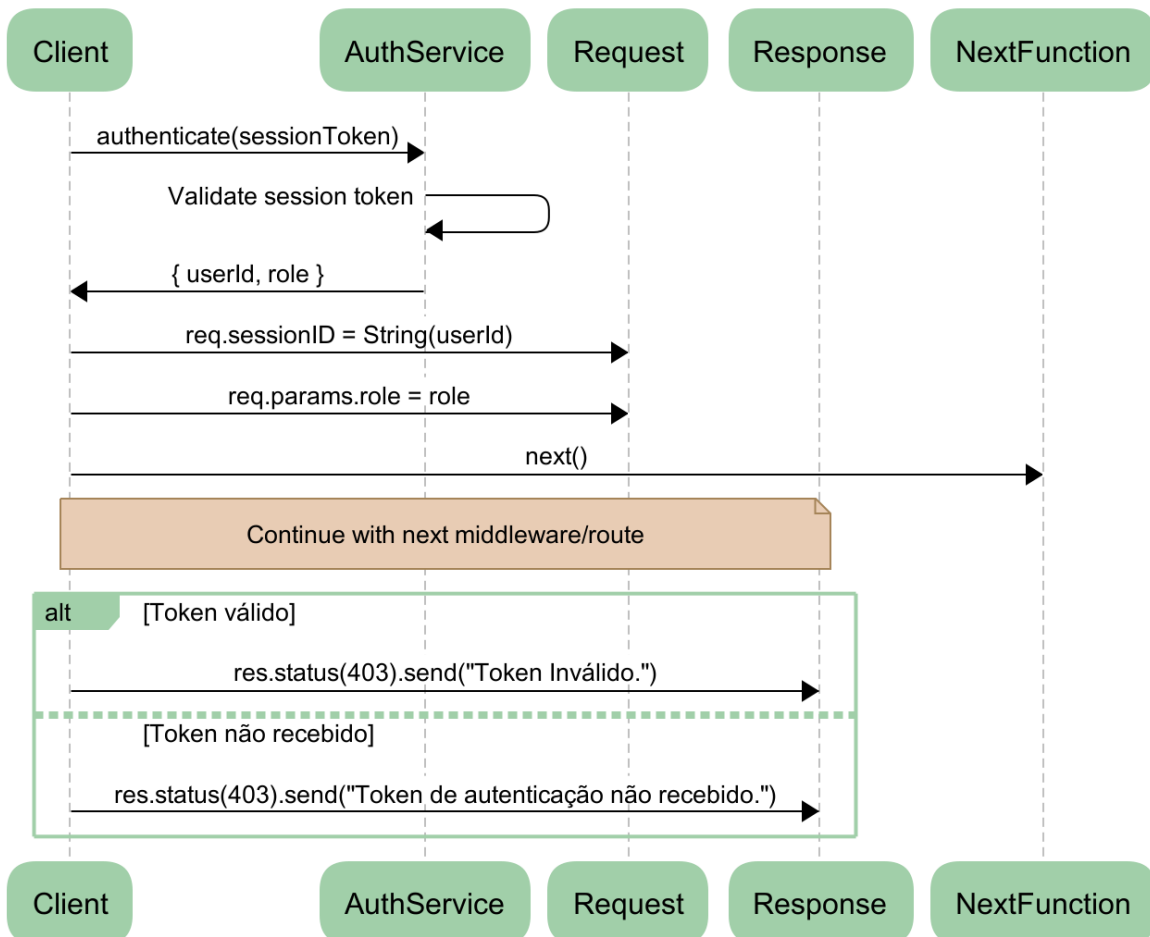 Client
AuthService
Request
Response
NextFunction
authenticate(sessionToken)
Validate session token
{ userId, role }
req.sessionID = String(userId)
req.params.role = role
next()
Continue with next middleware/route
alt
[Token válido]
res.status(403).send("Token Inválido.")
[Token não recebido]
res.status(403).send("Token de autenticação não recebido.")
Client
AuthService
Request
Response
NextFunction